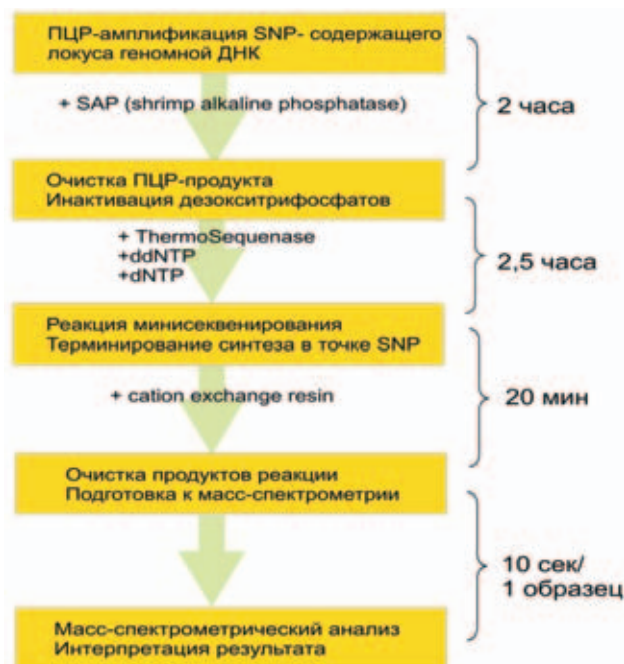 ПЦР-амплификация SNP- содержащего
локуса геномной ДНК
+ SAP (shrimp alkaline phosphatase)
2 часа
Очистка ПЦР-продукта
Инактивация дезокситрифосфатов
+ ThermoSequenase
+ddNTP
+dNTP
2,5 часа
Реакция минисеквенирования
Терминирование синтеза в точке SNP
+ cation exchange resin
20 мин
Очистка продуктов реакции
Подготовка к масс-спектрометрии
10 сек/
1 образец
Масс-спектрометрический анализ
Интерпретация результата